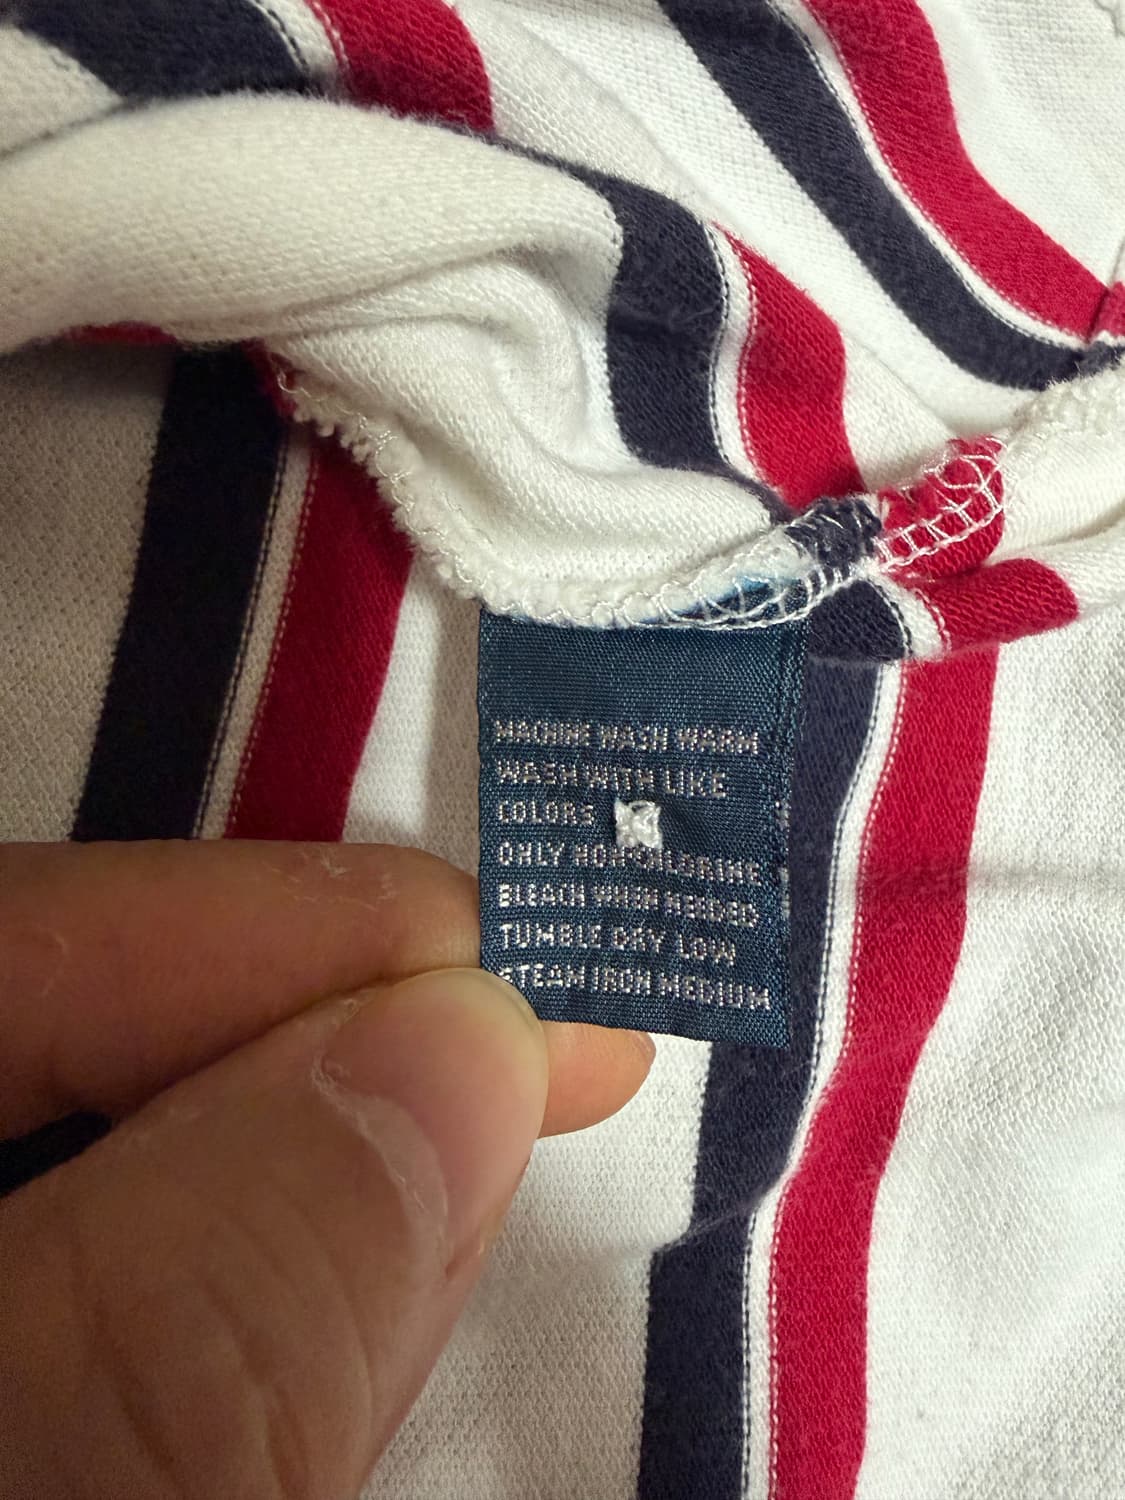 MACHINE WASH WARM
WASH WITH LIKE
COLORS
ONLY NON-CHLORINE
BLEACH WHEN NEEDED
TUMBLE DRY LOW
STEAM IRON MEDIUM